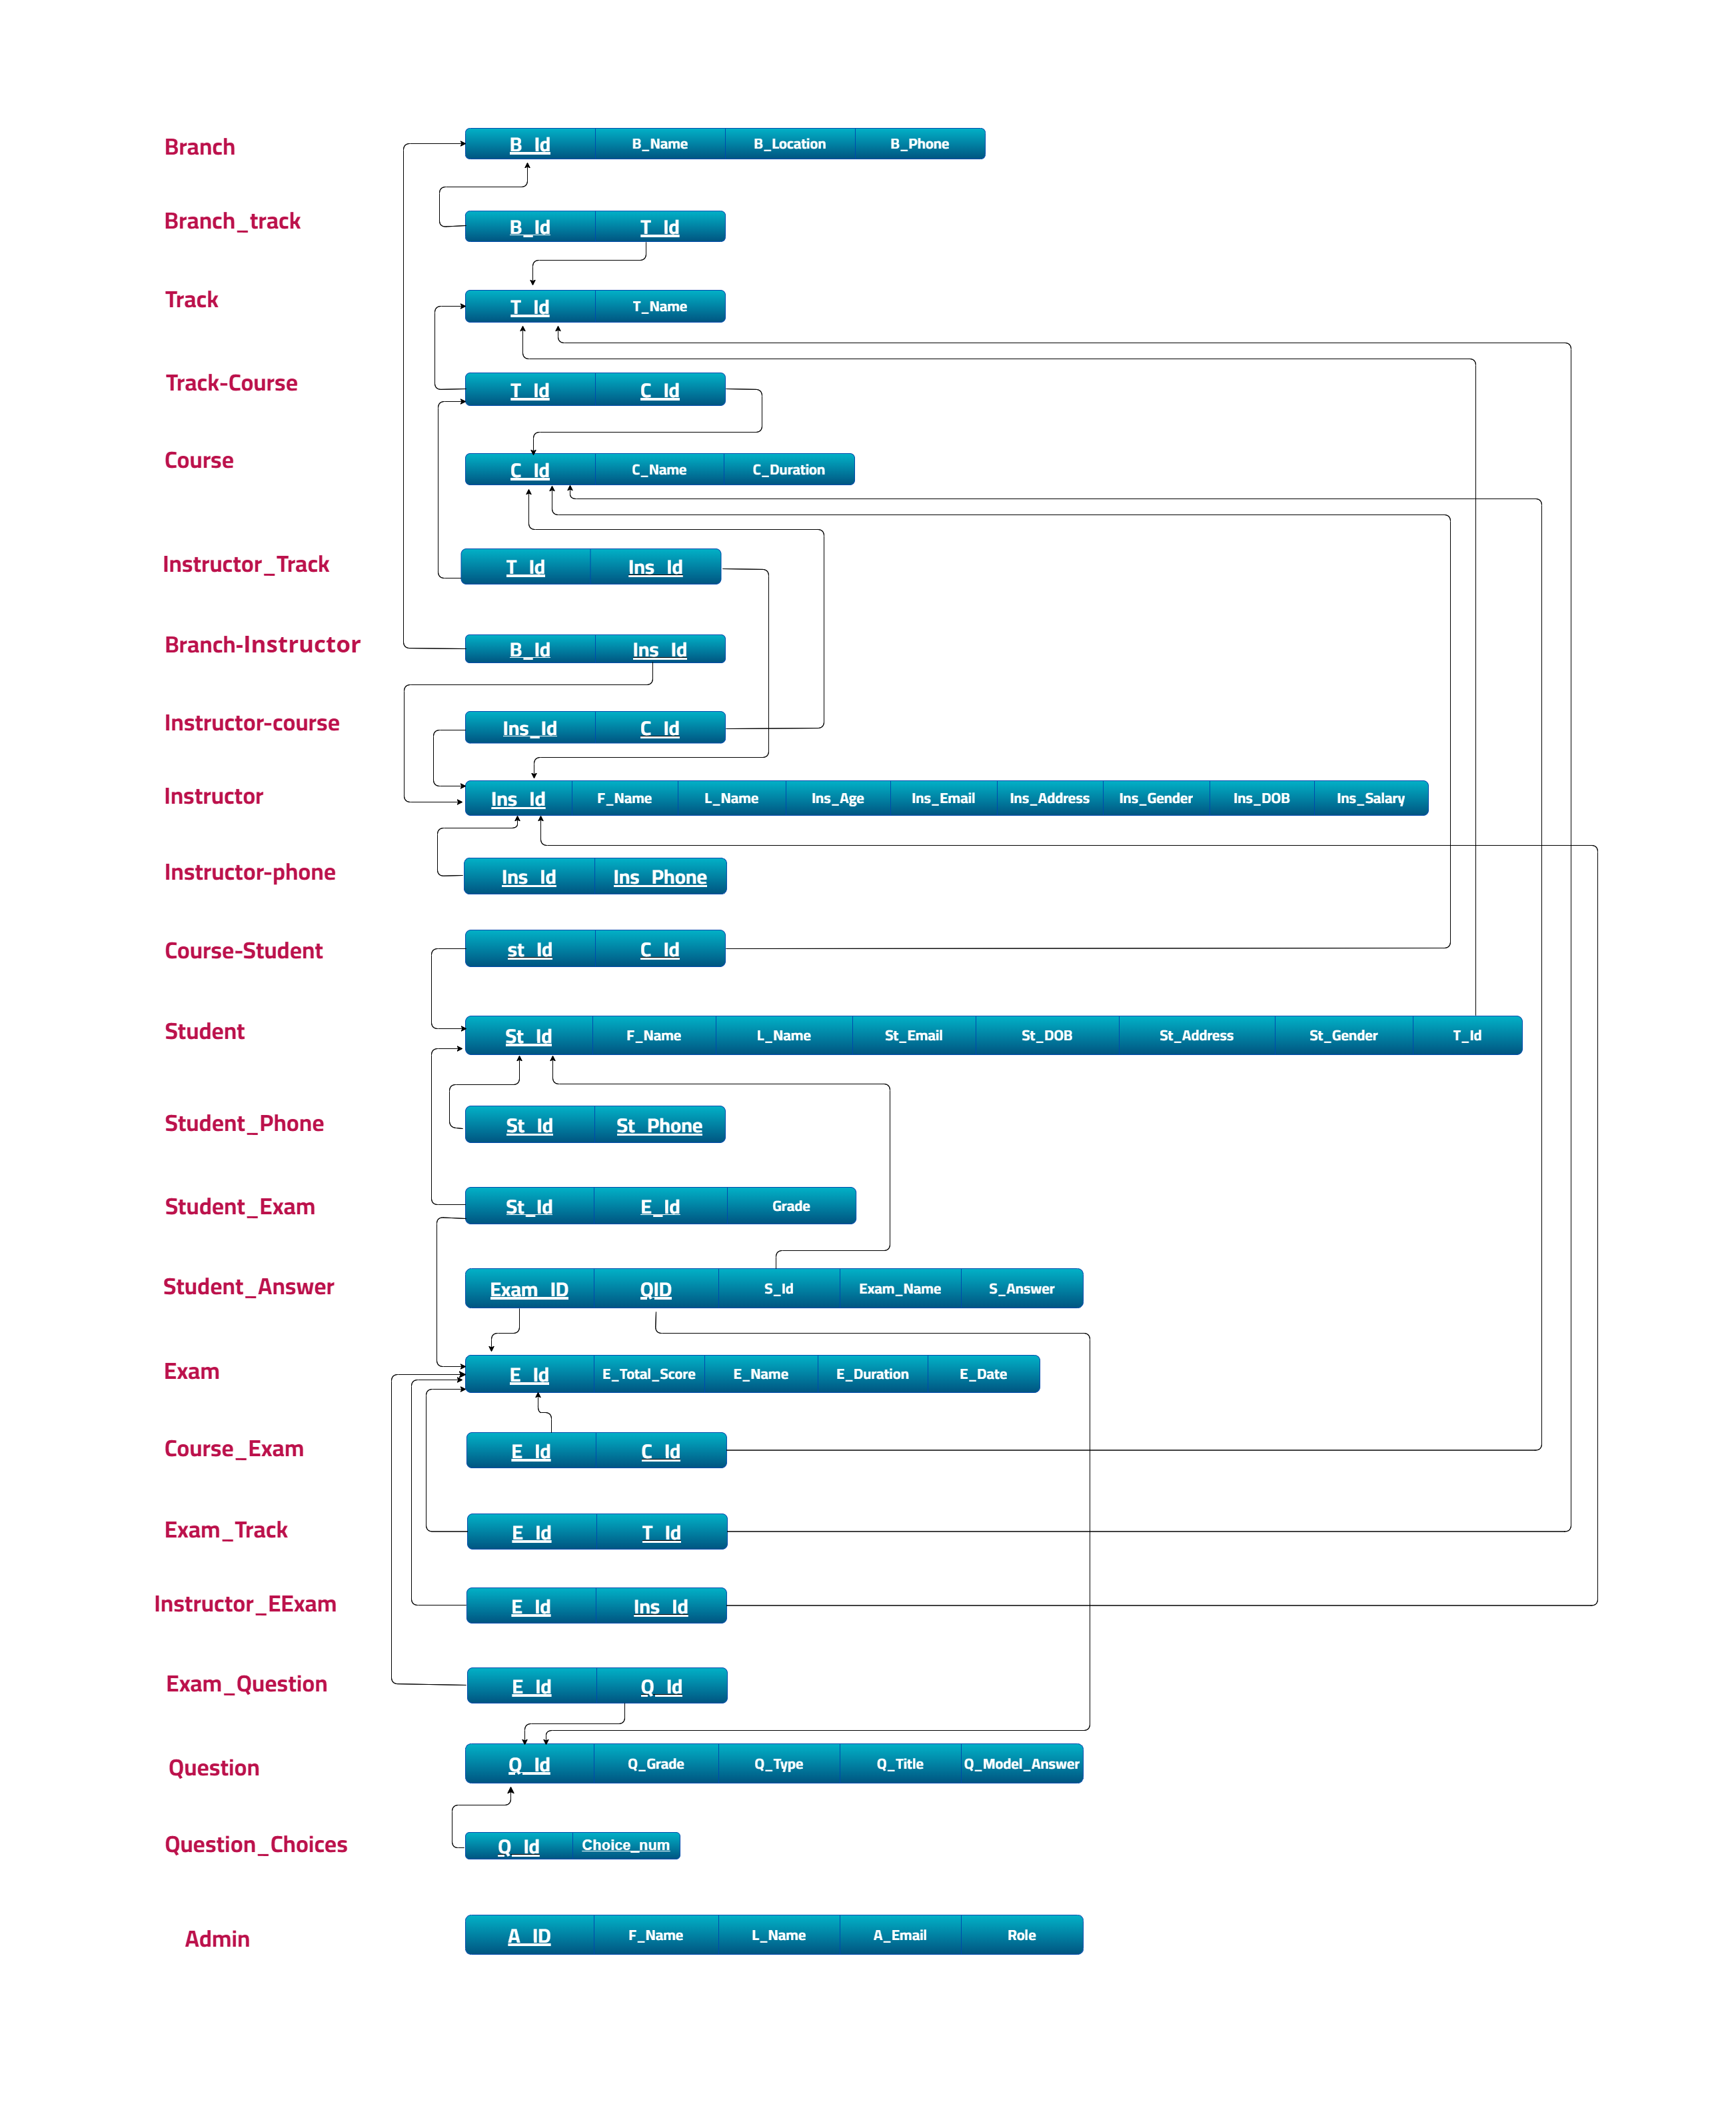 Branch
B_Id B_Name B_Location B_Phone
Branch_track
B_Id T_Id
Track
T_Id T_Name
Track-Course
T_Id C_Id
Course
C_Id C_Name C_Duration
Instructor_Track
T_Id Ins_Id
Branch-Instructor
B_Id Ins_Id
Instructor-course
Ins_Id C_Id
Instructor
Ins_Id F_Name L_Name Ins_Age Ins_Email Ins_Address Ins_Gender Ins_DOB Ins_Salary
Instructor-phone
Ins_Id Ins_Phone
Course-Student
st_Id C_Id
Student
St_Id F_Name L_Name St_Email St_DOB St_Address St_Gender T_Id
Student_Phone
St_Id St_Phone
Student_Exam
St_Id E_Id Grade
Student_Answer
Exam_ID QID S_Id Exam_Name S_Answer
Exam
E_Id E_Total_Score E_Name E_Duration E_Date
Course_Exam
E_Id C_Id
Exam_Track
E_Id T_Id
Instructor_EExam
E_Id Ins_Id
Exam_Question
E_Id Q_Id
Question
Q_Id Q_Grade Q_Type Q_Title Q_Model_Answer
Question_Choices
Q_Id Choice_num
Admin
A_ID F_Name L_Name A_Email Role